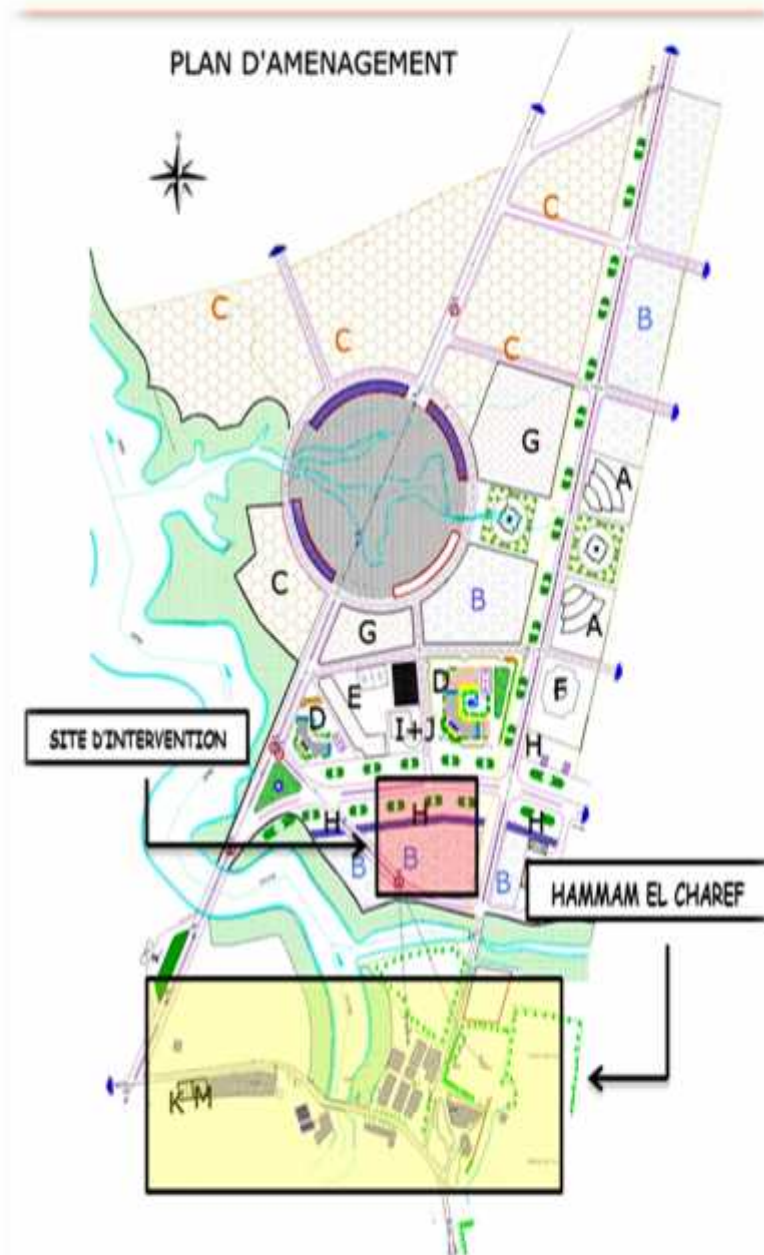 PLAN D'AMENAGEMENT
C
C
B
C
C
G
A
C
B
A
G
D
E
F
D
I+J
H
SITE D'INTERVENTION
H
H
H
B
B
B
HAMMAM EL CHAREF
K M